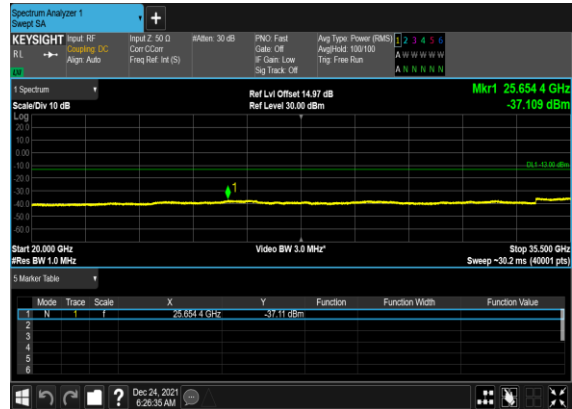 Spectrum Analyzer 1
Swept SA
+
KEYSIGHT Input: RF Input Z: 50 Ω #Atten: 30 dB PNO: Fast Avg Type: Power (RMS) 1 2 3 4 5 6
RL Coupling: DC Corr CCorr Gate: Off Avg|Hold: 100/100 A W W W W W
Align: Auto Freq Ref: Int (S) IF Gain: Low Trig: Free Run A N N N N N
Sig Track: Off
1 Spectrum Ref Lvl Offset 14.97 dB Mkr1 25.654 4 GHz
Scale/Div 10 dB Ref Level 30.00 dBm -37.109 dBm
Log
20.0
10.0
0.00
-10.0 DL1 -13.00 dBm
-20.0
-30.0 1
-40.0
-50.0
-60.0
Start 20.000 GHz Video BW 3.0 MHz* Stop 35.500 GHz
#Res BW 1.0 MHz Sweep ~30.2 ms (40001 pts)
5 Marker Table
Mode Trace Scale X Y Function Function Width Function Value
1 N 1 f 25.654 4 GHz -37.11 dBm
2
3
4
5
6
? Dec 24, 2021
6:26:35 AM